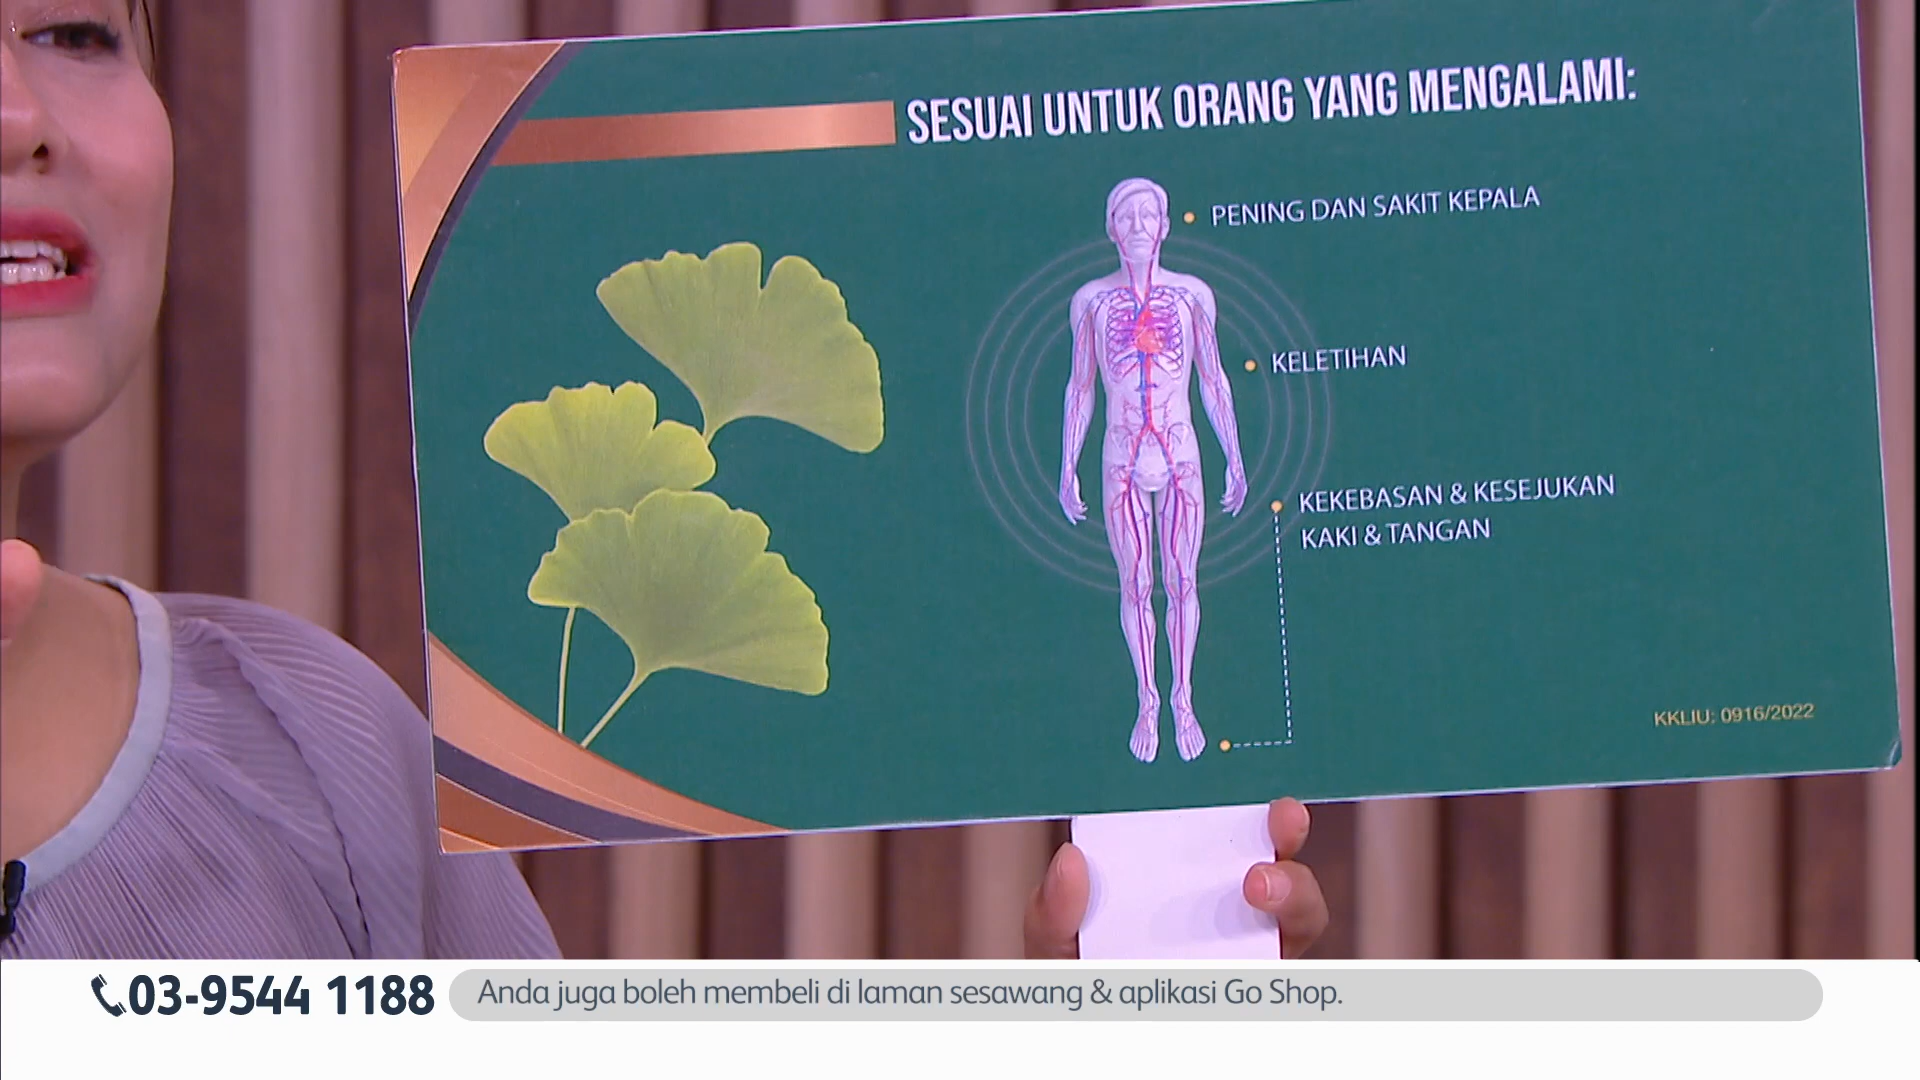 SESUAI UNTUK ORANG YANG MENGALAMI:
PENING DAN SAKIT KEPALA
KELETIHAN
KEKEBASAN & KESEJUKAN
KAKI & TANGAN
KKLIU: 0916/2022
03-9544 1188
Anda juga boleh membeli di laman sesawang & aplikasi Go Shop.